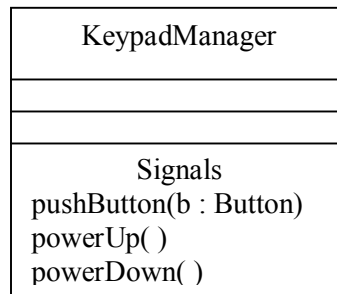 KeypadManager
Signals
pushButton(b : Button)
powerUp( )
powerDown( )